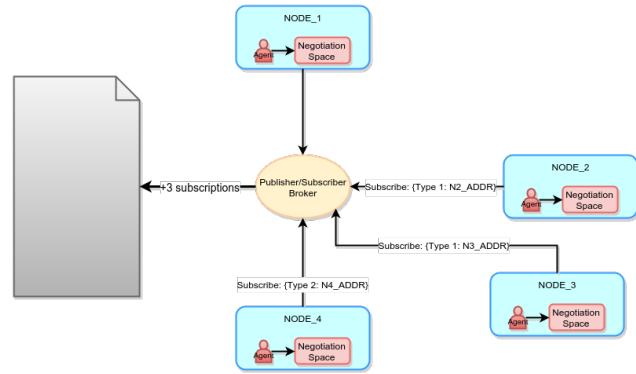 NODE_1
Agent
Negotiation
Space
NODE_2
Agent
Negotiation
Space
Publisher/Subscriber
Broker
+3 subscriptions
Subscribe: {Type 1: N2_ADDR}
Subscribe: {Type 1: N3_ADDR}
NODE_3
Agent
Negotiation
Space
Subscribe: {Type 2: N4_ADDR}
NODE_4
Agent
Negotiation
Space